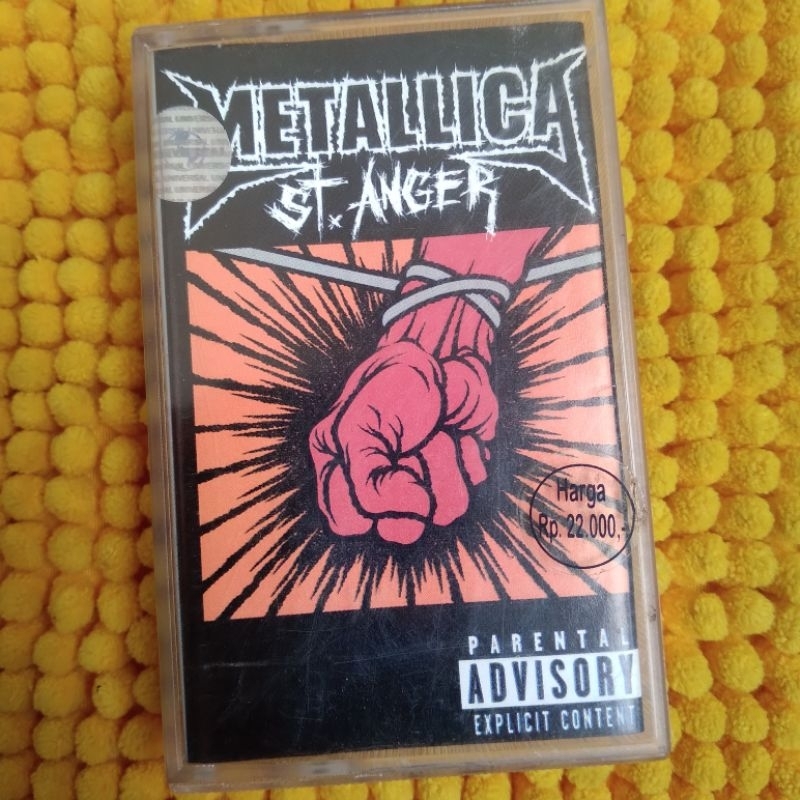 METALLICA
ST. ANGER
Harga
Rp. 22.000,-
PARENTAL
ADVISORY
EXPLICIT CONTENT